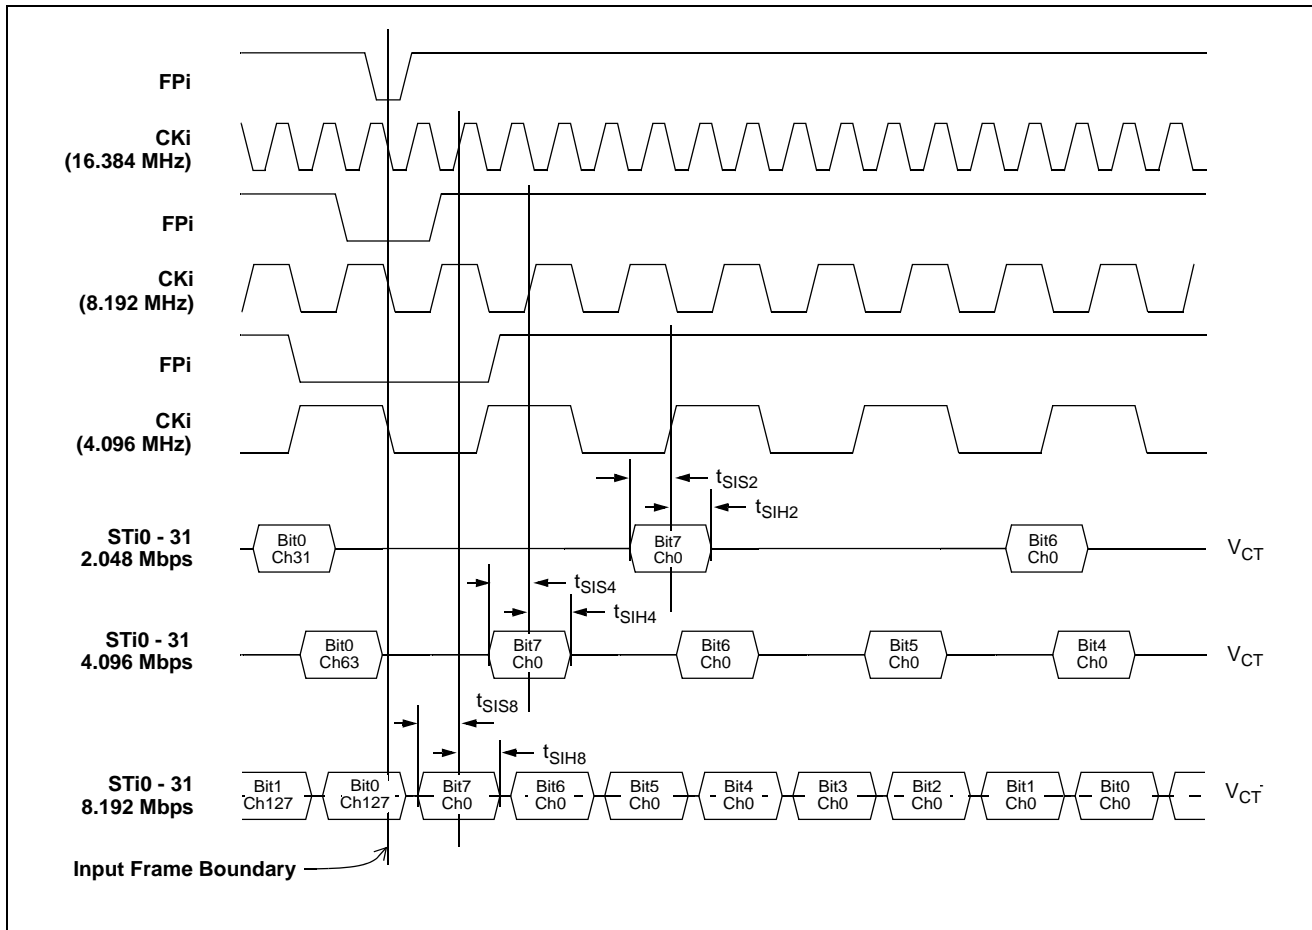 FPi
CKi
(16.384 MHz)
FPi
CKi
(8.192 MHz)
FPi
CKi
(4.096 MHz)
tSIS2
tSIH2
STi0 - 31
2.048 Mbps
Bit0
Ch31
Bit7
Ch0
Bit6
Ch0
VCT
tSIS4
tSIH4
STi0 - 31
4.096 Mbps
Bit0
Ch63
Bit7
Ch0
Bit6
Ch0
Bit5
Ch0
Bit4
Ch0
VCT
tSIS8
tSIH8
STi0 - 31
8.192 Mbps
Bit1
Ch127
Bit0
Ch127
Bit7
Ch0
Bit6
Ch0
Bit5
Ch0
Bit4
Ch0
Bit3
Ch0
Bit2
Ch0
Bit1
Ch0
Bit0
Ch0
VCT
Input Frame Boundary